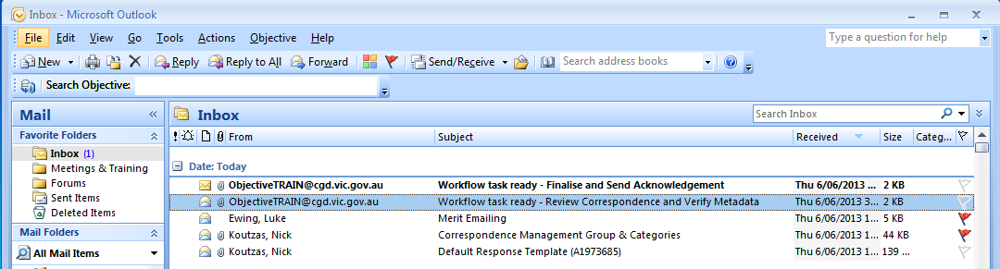 Inbox - Microsoft Outlook
File Edit View Go Tools Actions Objective Help Type a question for help
New Reply Reply to All Forward Send/Receive Search address books
Search Objective:
Mail « Inbox Search Inbox
Favorite Folders ! From Subject Received Size Categ...
Inbox (1)
Meetings & Training Date: Today
Forums ObjectiveTRAIN@cgd.vic.gov.au Workflow task ready - Finalise and Send Acknowledgement Thu 6/06/2013 ... 2 KB
Sent Items ObjectiveTRAIN@cgd.vic.gov.au Workflow task ready - Review Correspondence and Verify Metadata Thu 6/06/2013 3... 2 KB
Deleted Items Ewing, Luke Merit Emailing Thu 6/06/2013 1... 5 KB
Mail Folders Koutzas, Nick Correspondence Management Group & Categories Thu 6/06/2013 1... 44 KB
All Mail Items Koutzas, Nick Default Response Template (A1973685) Thu 6/06/2013 1... 139 ...